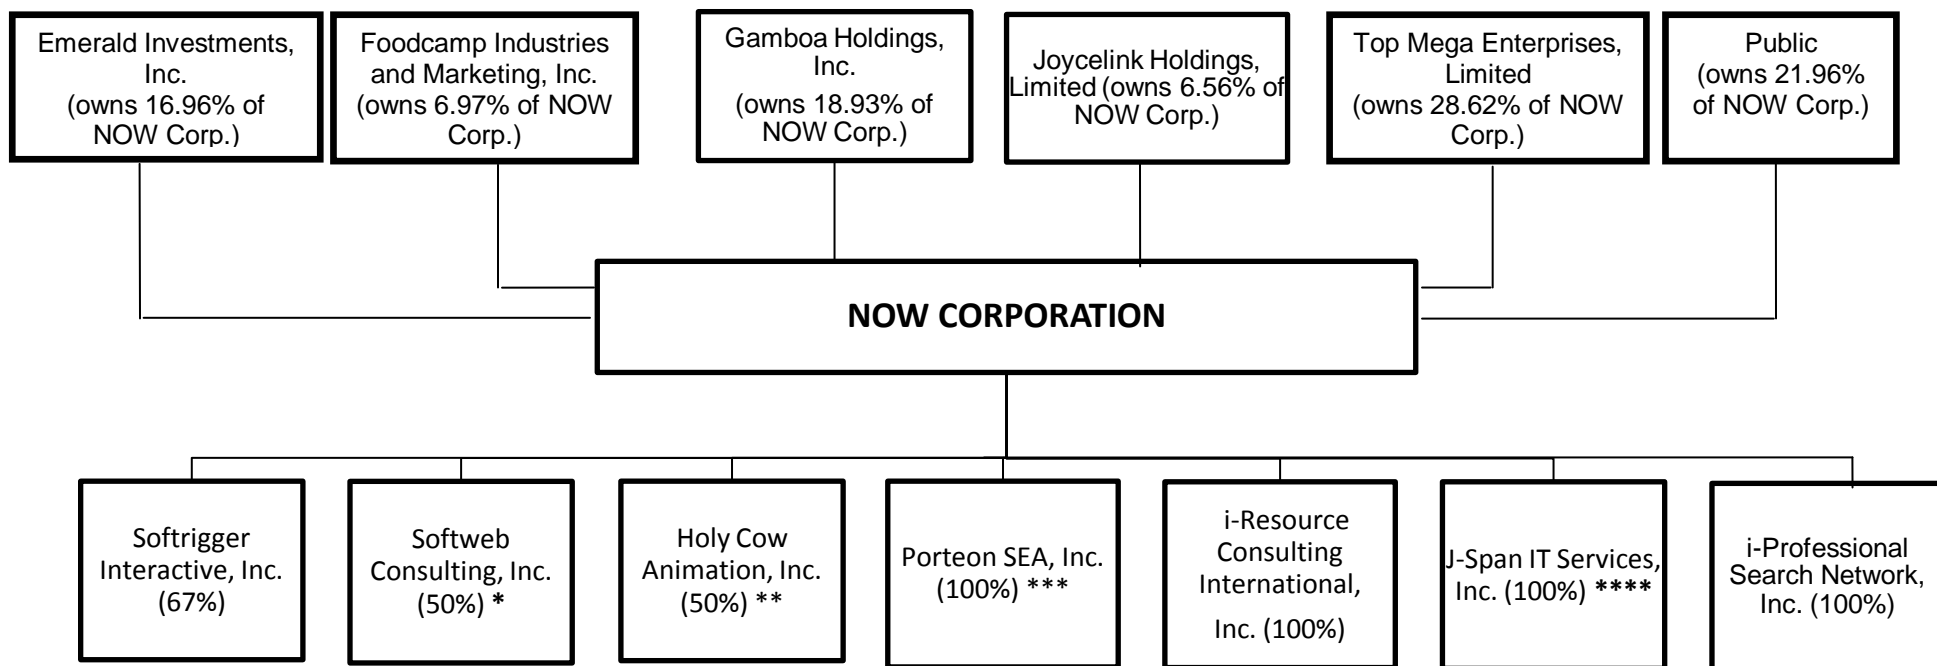 Emerald Investments,
Inc.
(owns 16.96% of
NOW Corp.)
Foodcamp Industries
and Marketing, Inc.
(owns 6.97% of NOW
Corp.)
Gamboa Holdings,
Inc.
(owns 18.93% of
NOW Corp.)
Joycelink Holdings,
Limited (owns 6.56% of
NOW Corp.)
Top Mega Enterprises,
Limited
(owns 28.62% of NOW
Corp.)
Public
(owns 21.96%
of NOW Corp.)
NOW CORPORATION
Softrigger
Interactive, Inc.
(67%)
Softweb
Consulting, Inc.
(50%) *
Holy Cow
Animation, Inc.
(50%) **
Porteon SEA, Inc.
(100%) ***
i-Resource
Consulting
International,
Inc. (100%)
J-Span IT Services,
Inc. (100%) ****
i-Professional
Search Network,
Inc. (100%)